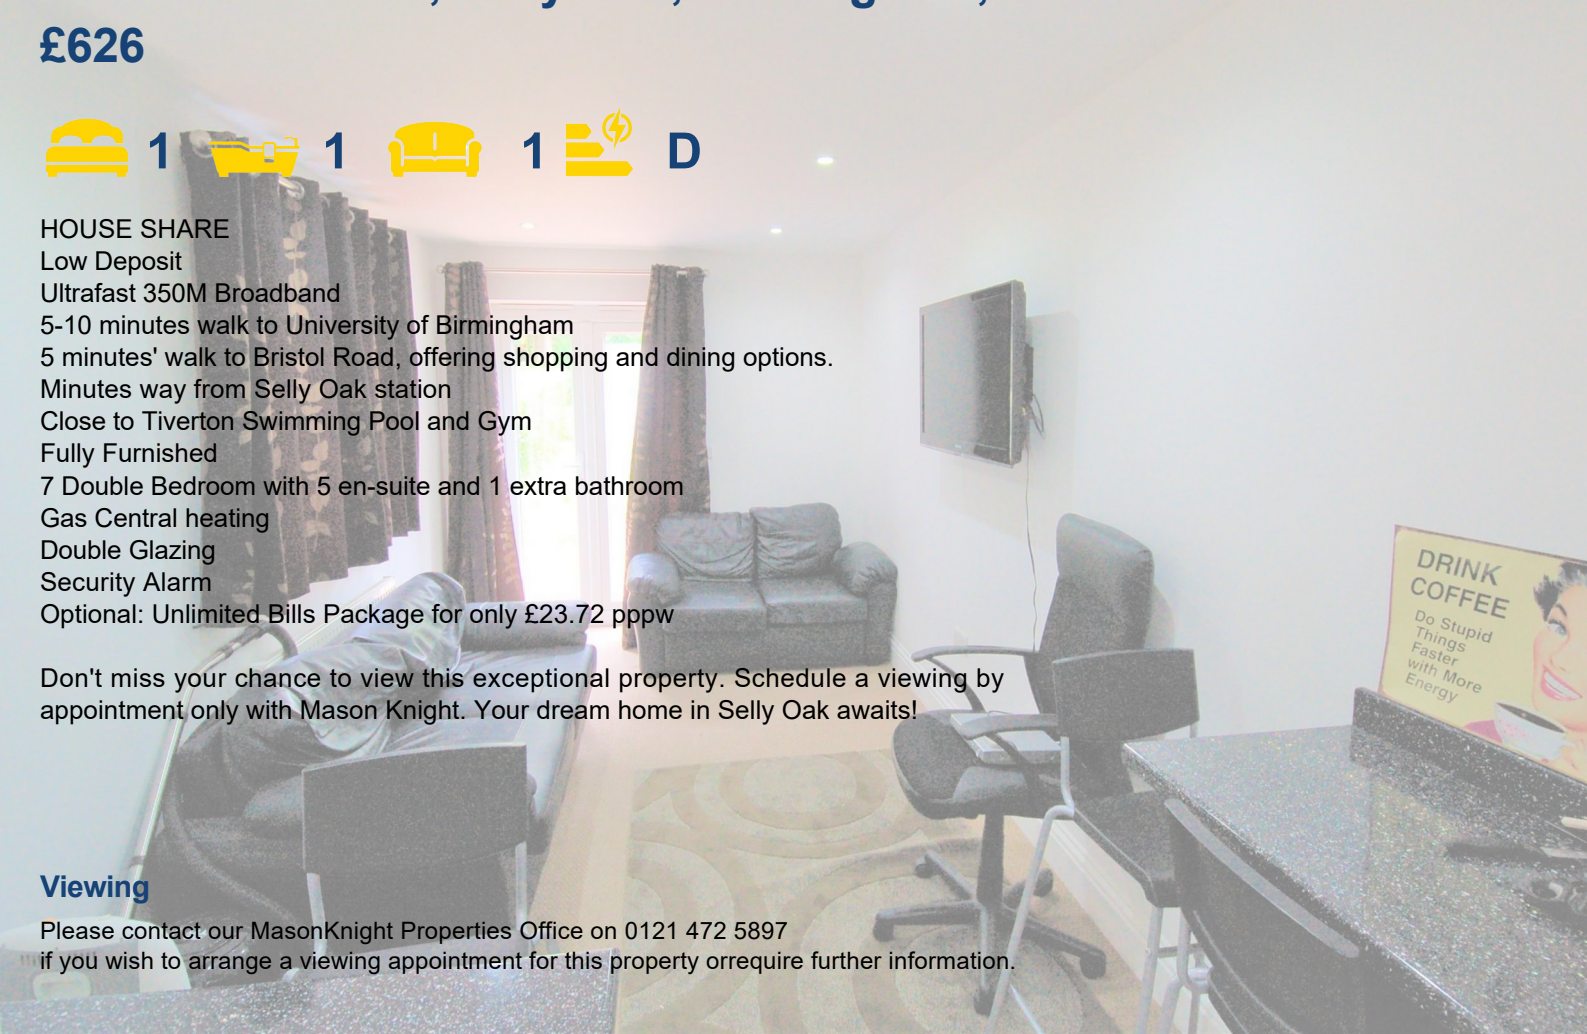 £626
1 1 1 D
HOUSE SHARE
Low Deposit
Ultrafast 350M Broadband
5-10 minutes walk to University of Birmingham
5 minutes' walk to Bristol Road, offering shopping and dining options.
Minutes way from Selly Oak station
Close to Tiverton Swimming Pool and Gym
Fully Furnished
7 Double Bedroom with 5 en-suite and 1 extra bathroom
Gas Central heating
Double Glazing
Security Alarm
Optional: Unlimited Bills Package for only £23.72 pppw
Don't miss your chance to view this exceptional property. Schedule a viewing by
appointment only with Mason Knight. Your dream home in Selly Oak awaits!
DRINK
COFFEE
Do Stupid
Things
Faster
with More
Energy
Viewing
Please contact our MasonKnight Properties Office on 0121 472 5897
if you wish to arrange a viewing appointment for this property orrequire further information.